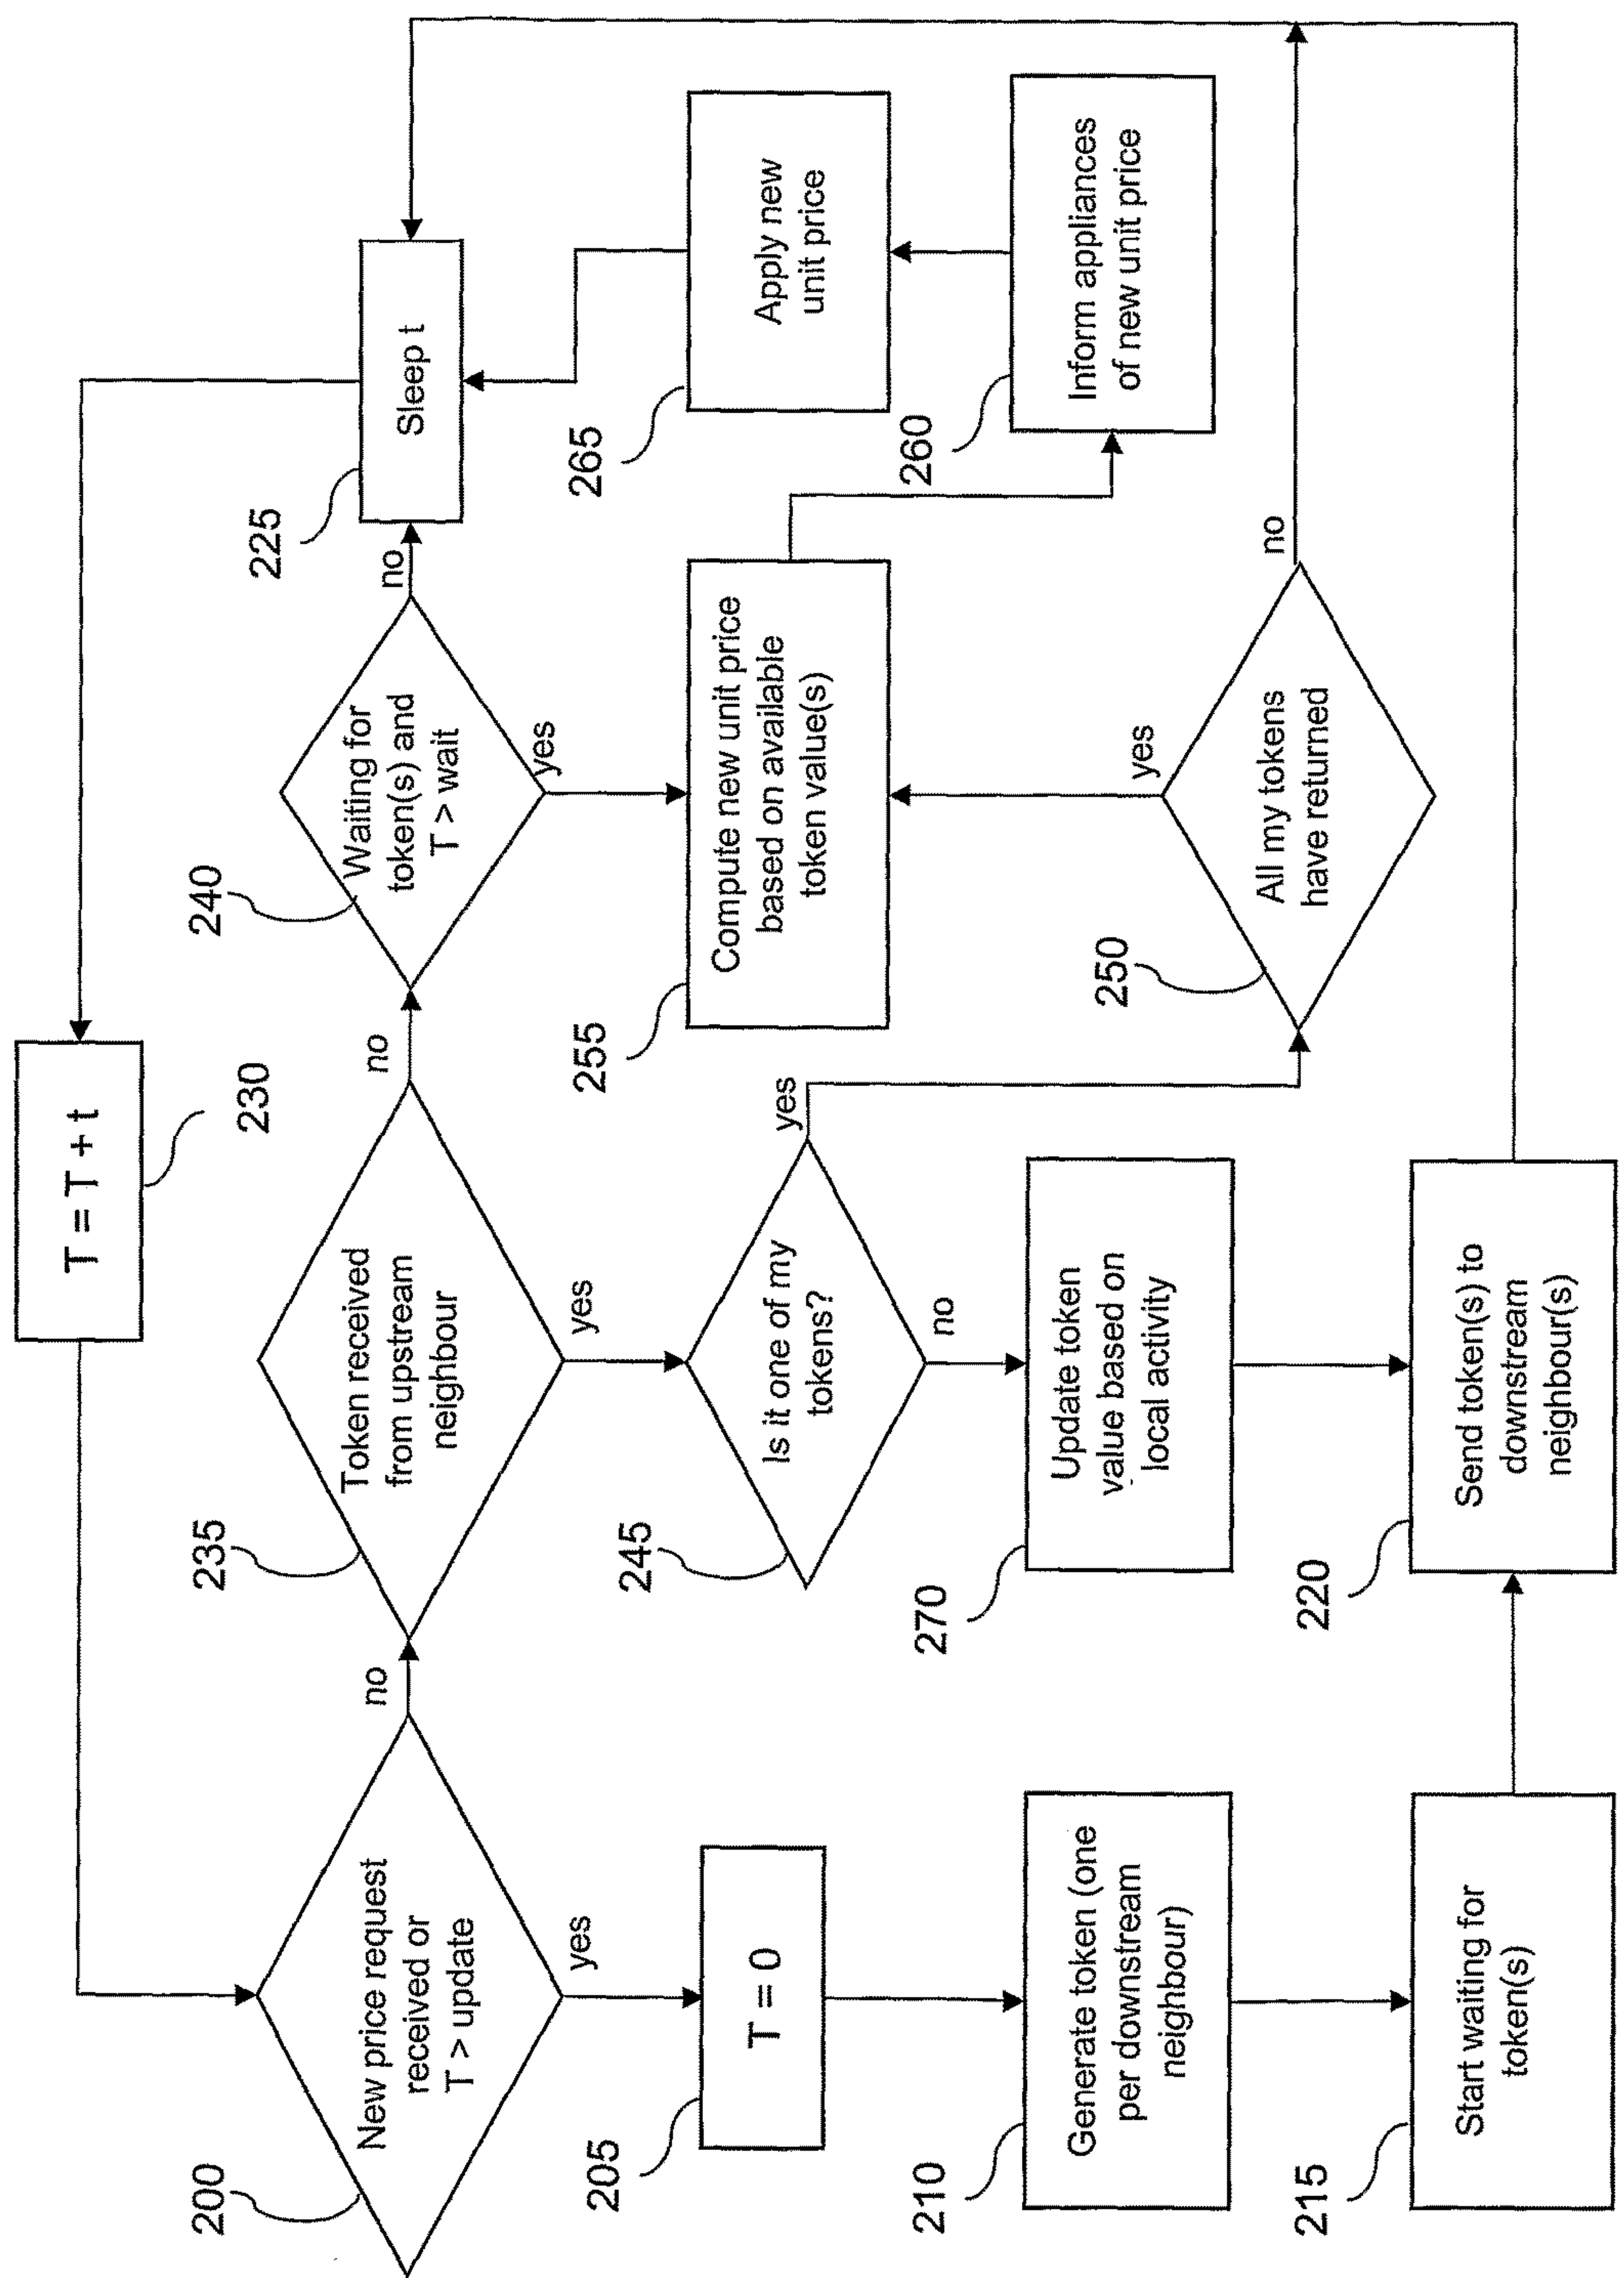 T = T + t
230
200
New price request
received or
T > update
no
yes
235
Token received
from upstream
neighbour
no
yes
240
Waiting for
token(s) and
T > wait
no
yes
225
Sleep t
205
T = 0
245
Is it one of my
tokens?
yes
no
255
Compute new unit price
based on available
token value(s)
265
Apply new
unit price
210
Generate token (one
per downstream
neighbour)
270
Update token
value based on
local activity
250
All my tokens
have returned
yes
no
260
Inform appliances
of new unit price
215
Start waiting for
token(s)
220
Send token(s) to
downstream
neighbour(s)